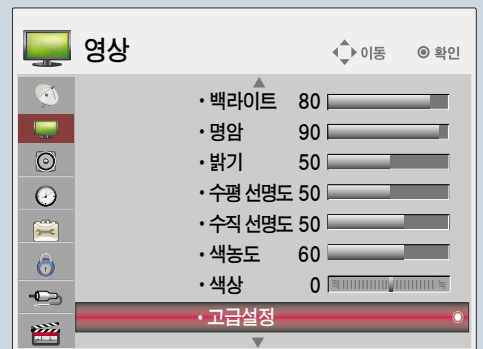 영상 이동 확인
• 백라이트 80
• 명암 90
• 밝기 50
• 수평 선명도 50
• 수직 선명도 50
• 색농도 60
• 색상 0 적 녹
• 고급설정